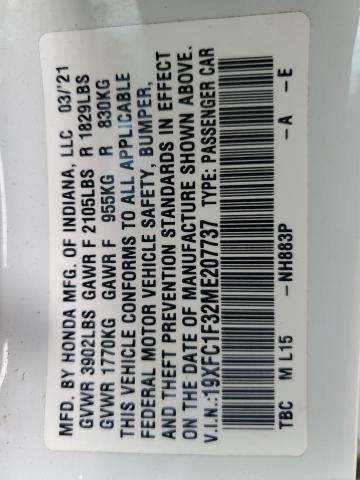 MFD. BY HONDA MFG. OF INDIANA, LLC 03/'21
GVWR 3902LBS GAWR F 2105LBS R 1829LBS
GVWR 1770KG GAWR F 955KG R 830KG
THIS VEHICLE CONFORMS TO ALL APPLICABLE
FEDERAL MOTOR VEHICLE SAFETY, BUMPER,
AND THEFT PREVENTION STANDARDS IN EFFECT
ON THE DATE OF MANUFACTURE SHOWN ABOVE.
V.I.N.:19XFC1F32ME207737 TYPE: PASSENGER CAR
TBC M L15 -NH883P -A -E